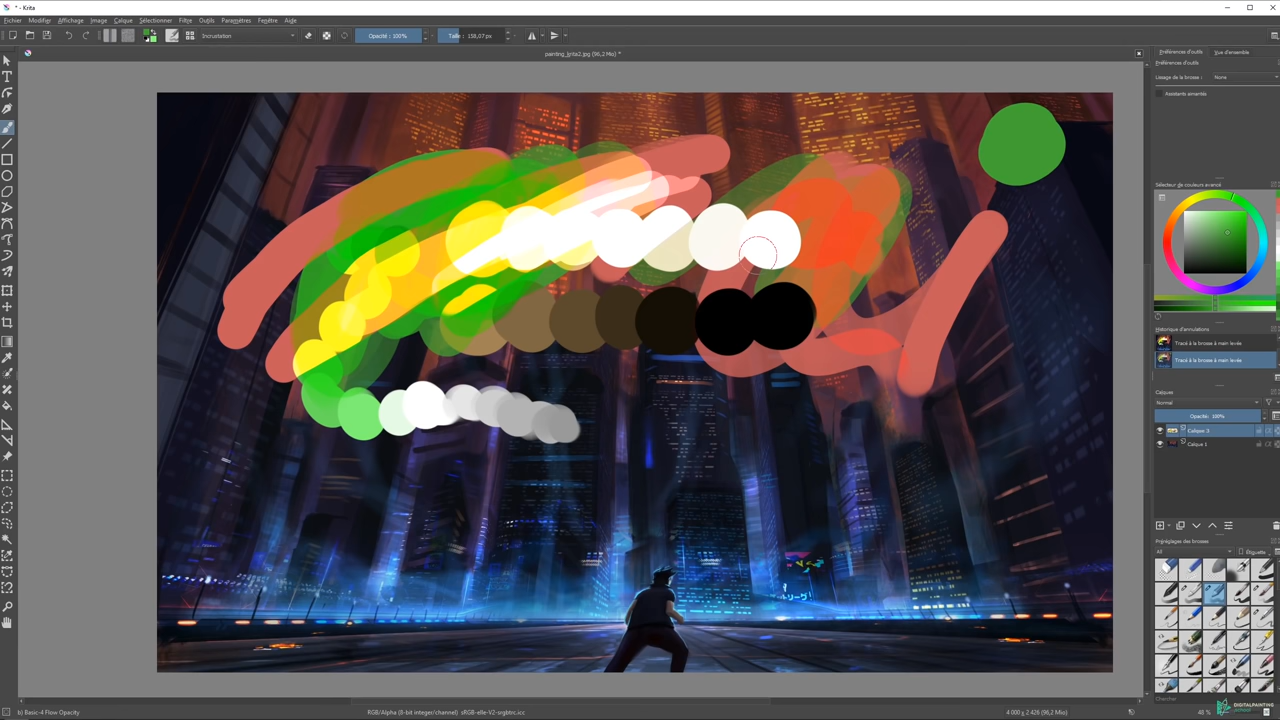 * - Krita
Fichier Modifier Affichage Image Calque Sélectionner Filtre Outils Paramètres Fenêtre Aide
Incrustation Opacité : 100% Taille : 159,07 px
painting_krita2.jpg (96,2 Mio) *
Préférences d'outils Vue d'ensemble
Préférences d'outils
Lissage de la brosse : None
Assistants aimantés
Sélecteur de couleurs avancé
Historique d'annulations
Tracé à la brosse à main levée
Tracé à la brosse à main levée
Calques
Normal
Opacité: 100%
Calque 3
Calque 1
Préréglages des brosses
All Étiquette
Chercher
b) Basic-4 Flow Opacity RGB/Alpha (8-bit integer/channel) sRGB-elle-V2-srgbtrc.icc 4 000 x 2 426 (96,2 Mio) 48 %
DIGITALPAINTING